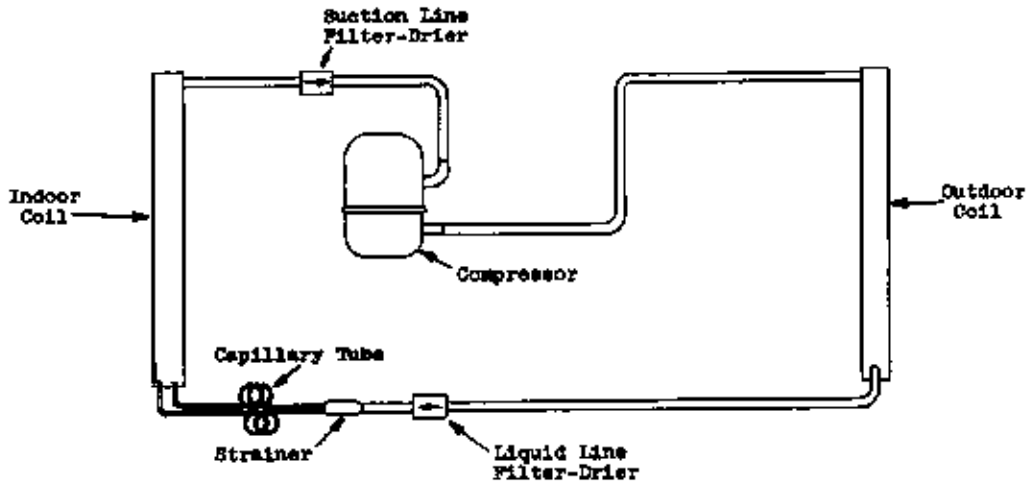 Suction Line
Filter-Drier
Indoor
Coil
Outdoor
Coil
Compressor
Capillary Tube
Strainer
Liquid Line
Filter-Drier